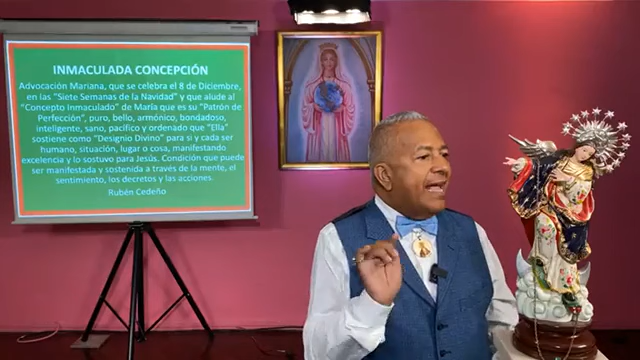 INMACULADA CONCEPCIÓN
Advocación Mariana, que se celebra el 8 de Diciembre,
en las "Siete Semanas de la Navidad" y que alude al
"Concepto Inmaculado" de María que es su "Patrón de
Perfección", puro, bello, armónico, bondadoso,
inteligente, sano, pacífico y ordenado que "Ella"
sostiene como "Designio Divino" para si y cada ser
humano, situación, lugar o cosa, manifestando
excelencia y lo sostuvo para Jesús. Condición que puede
ser manifestada y sostenida a través de la mente, el
sentimiento, los decretos y las acciones.
Rubén Cedeño